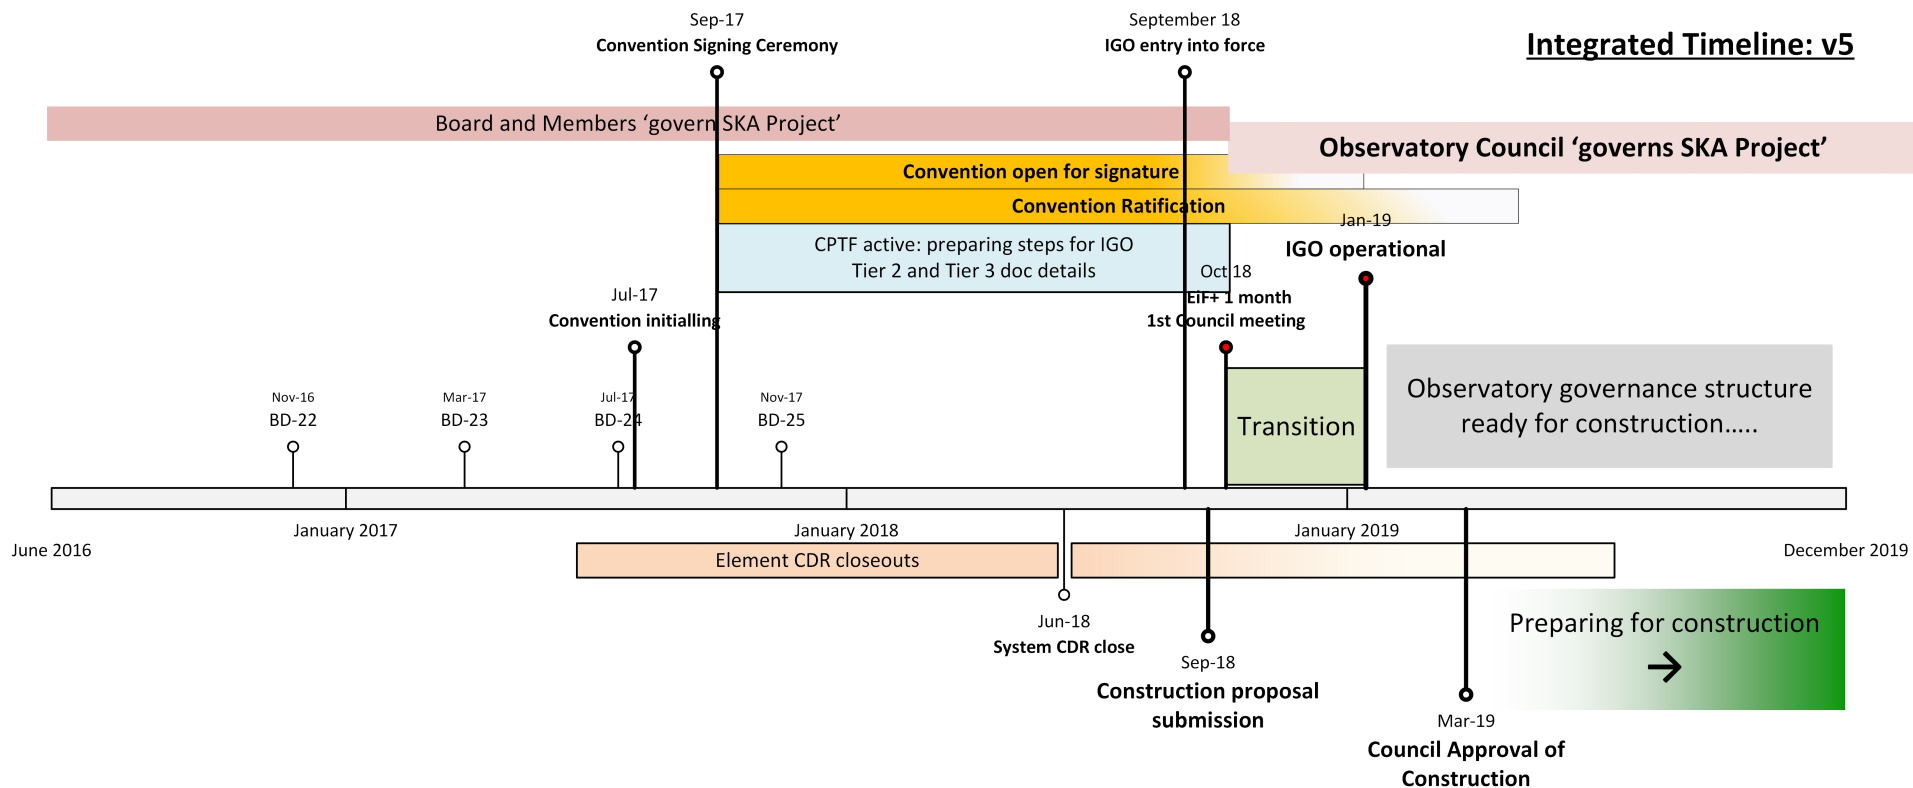 Sep-17
Convention Signing Ceremony
September 18
IGO entry into force
Integrated Timeline: v5
Board and Members ‘govern SKA Project’
Observatory Council ‘governs SKA Project’
Convention open for signature
Convention Ratification
Jan-19
IGO operational
CPTF active: preparing steps for IGO
Tier 2 and Tier 3 doc details
Oct 18
EiF+ 1 month
1st Council meeting
Jul-17
Convention initialling
Nov-16
BD-22
Mar-17
BD-23
Jul-17
BD-24
Nov-17
BD-25
Transition
Observatory governance structure
ready for construction…..
June 2016
January 2017
January 2018
January 2019
December 2019
Element CDR closeouts
Jun-18
System CDR close
Sep-18
Construction proposal
submission
Mar-19
Council Approval of
Construction
Preparing for construction
→